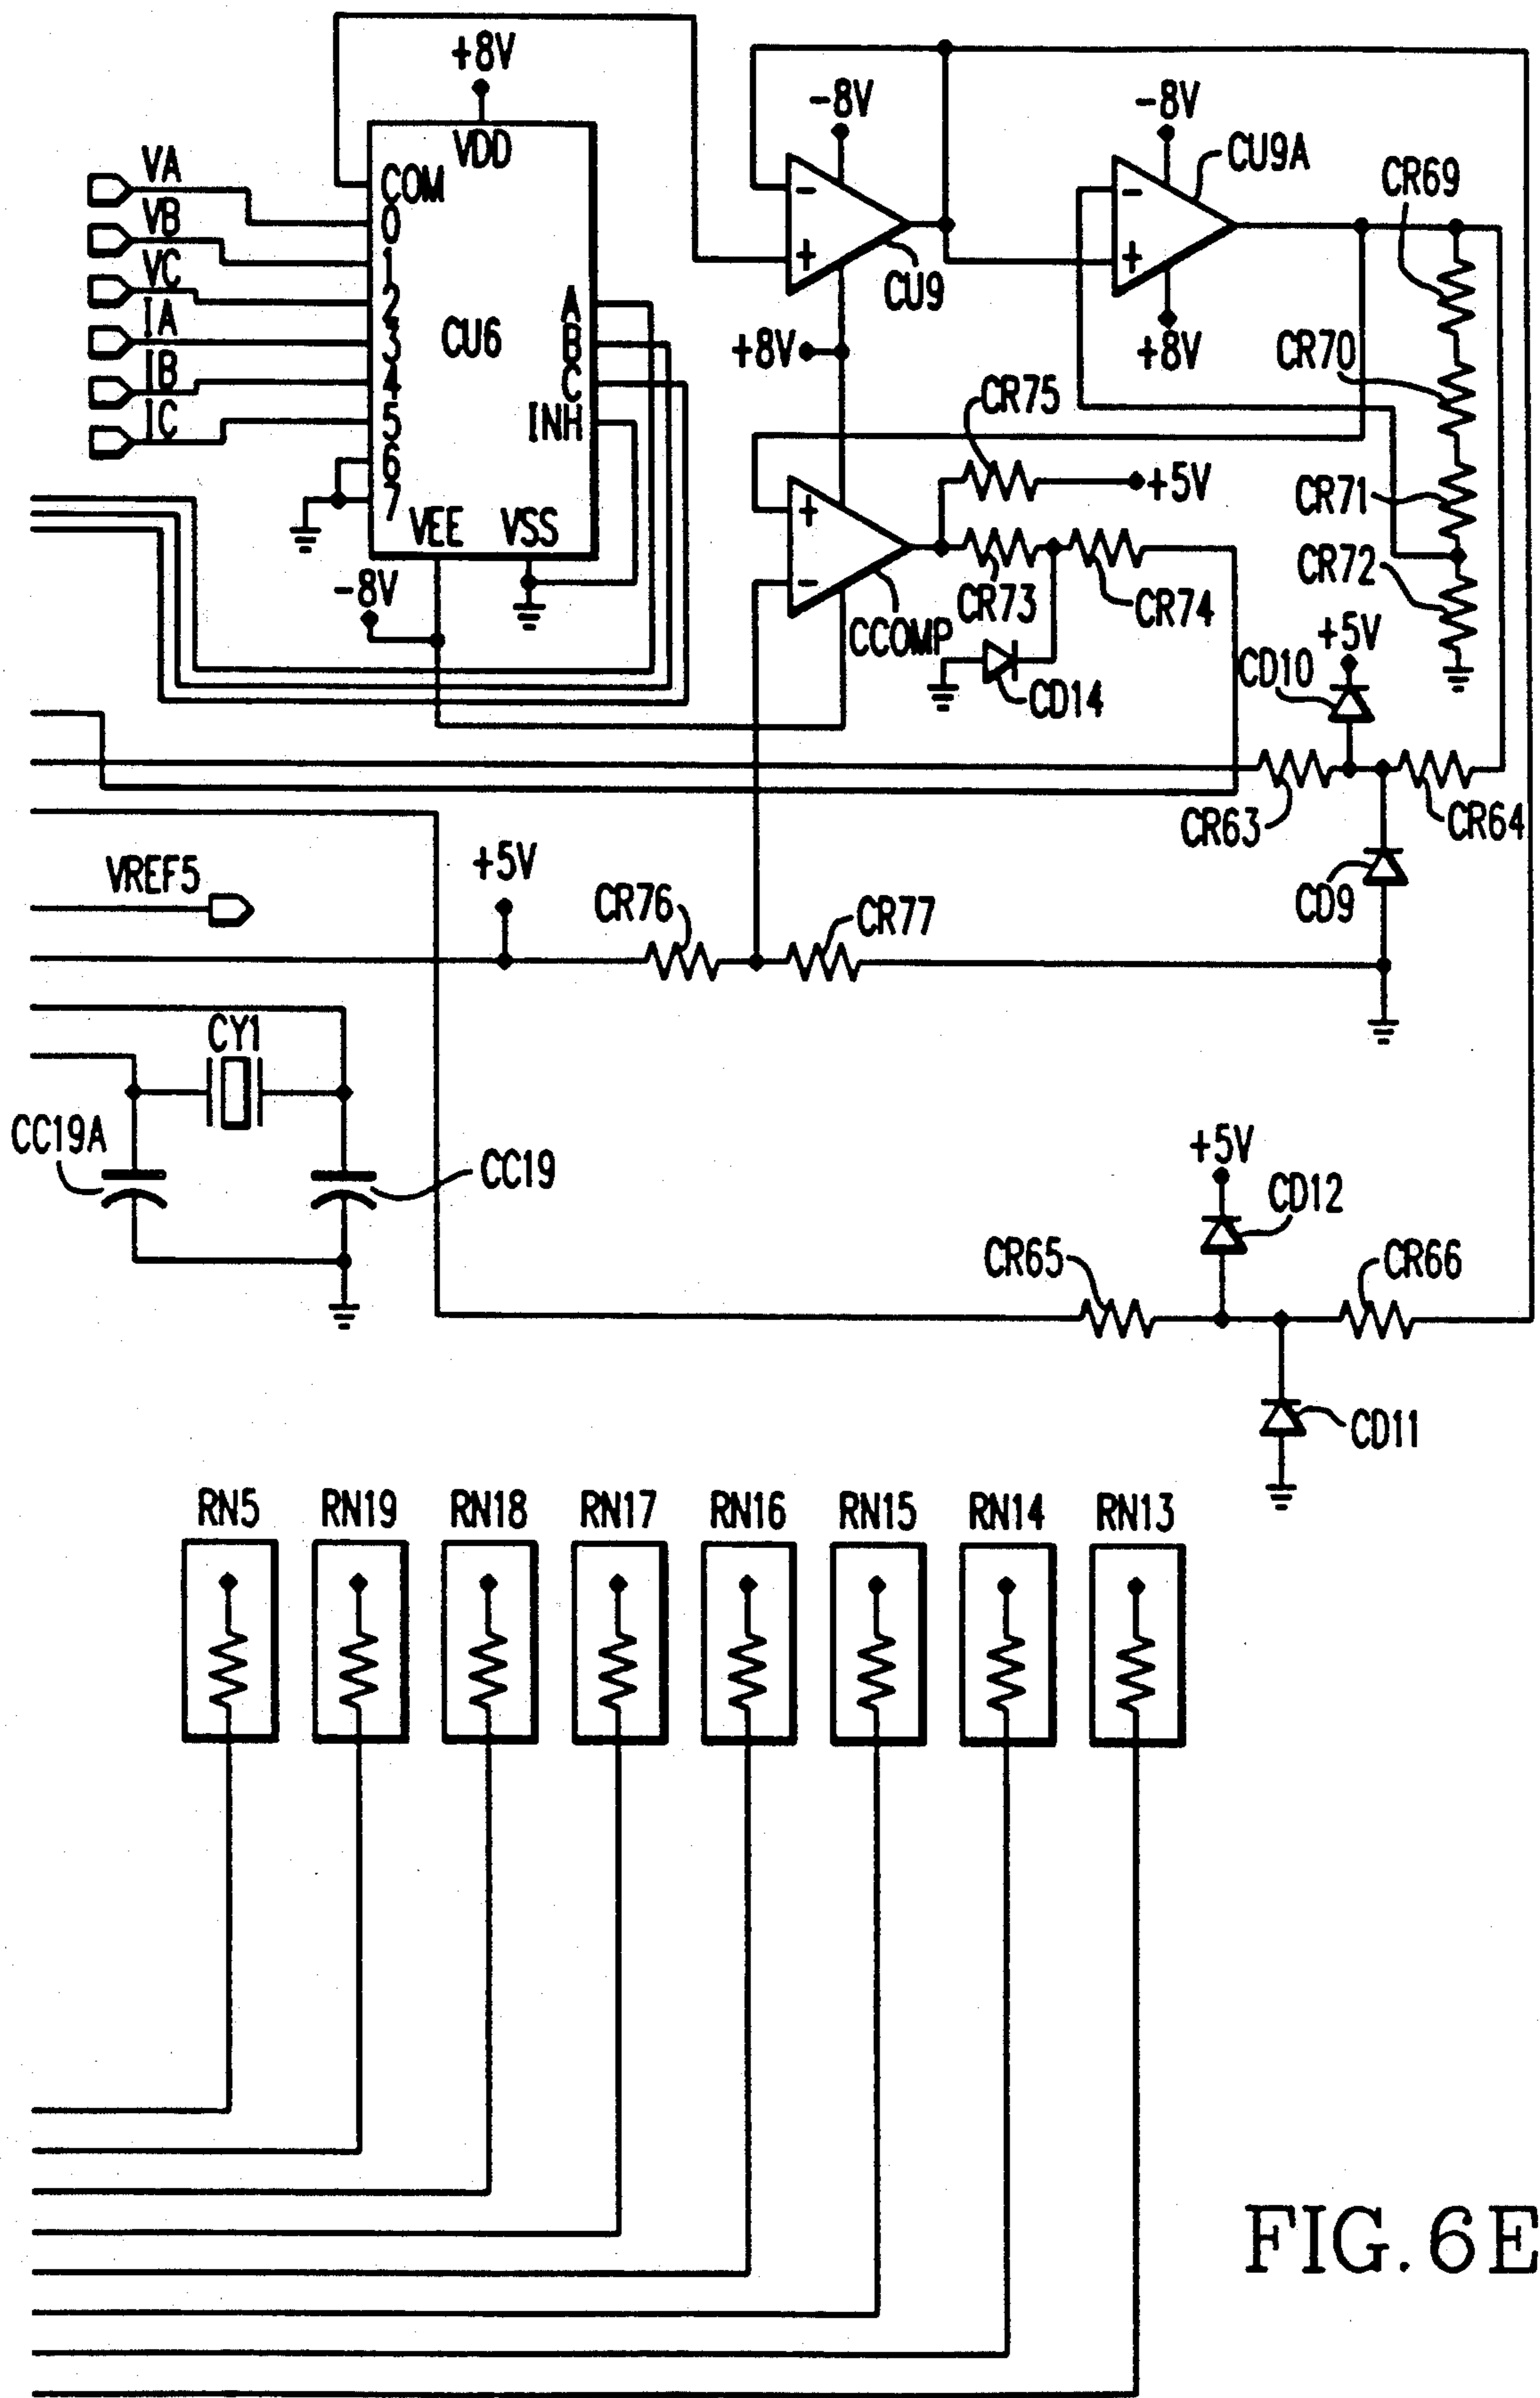 +8V
-8V
-8V
CU9A
CR69
VDD
VA
COM
0
-
-
VB
1
+
+
VC
2
A
CU9
IA
3
CU6
B
+8V
+8V
CR70
IB
4
C
CR75
IC
5
INH
6
+5V
CR71
7
+
VEE
VSS
CR72
-8V
-
CR73
CR74
CCOMP
+5V
CD10
CD14
CR63
CR64
VREF5
+5V
CR76
CR77
CD9
CY1
CC19A
CC19
+5V
CD12
CR65
CR66
CD11
RN5 RN19 RN18 RN17 RN16 RN15 RN14 RN13
FIG. 6E